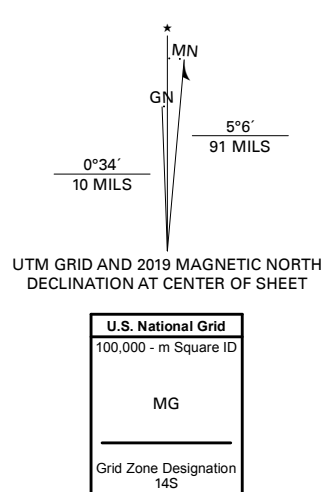 ★
MN
GN
5°6´
91 MILS
0°34´
10 MILS
UTM GRID AND 2019 MAGNETIC NORTH
DECLINATION AT CENTER OF SHEET
U.S. National Grid
100,000 - m Square ID
MG
Grid Zone Designation
14S